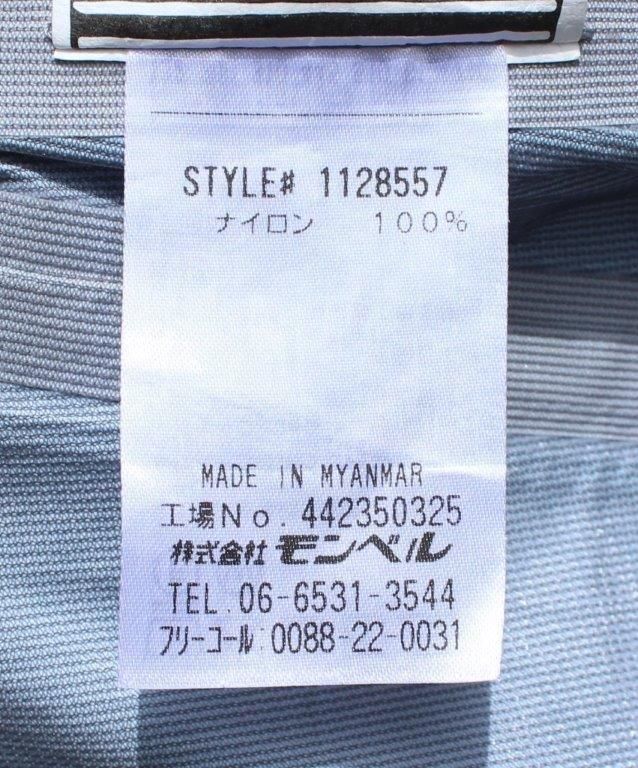 STYLE# 1128557
ナイロン 100%
MADE IN MYANMAR
工場No. 442350325
株式会社 モンベル
TEL. 06-6531-3544
フリーコール:0088-22-0031